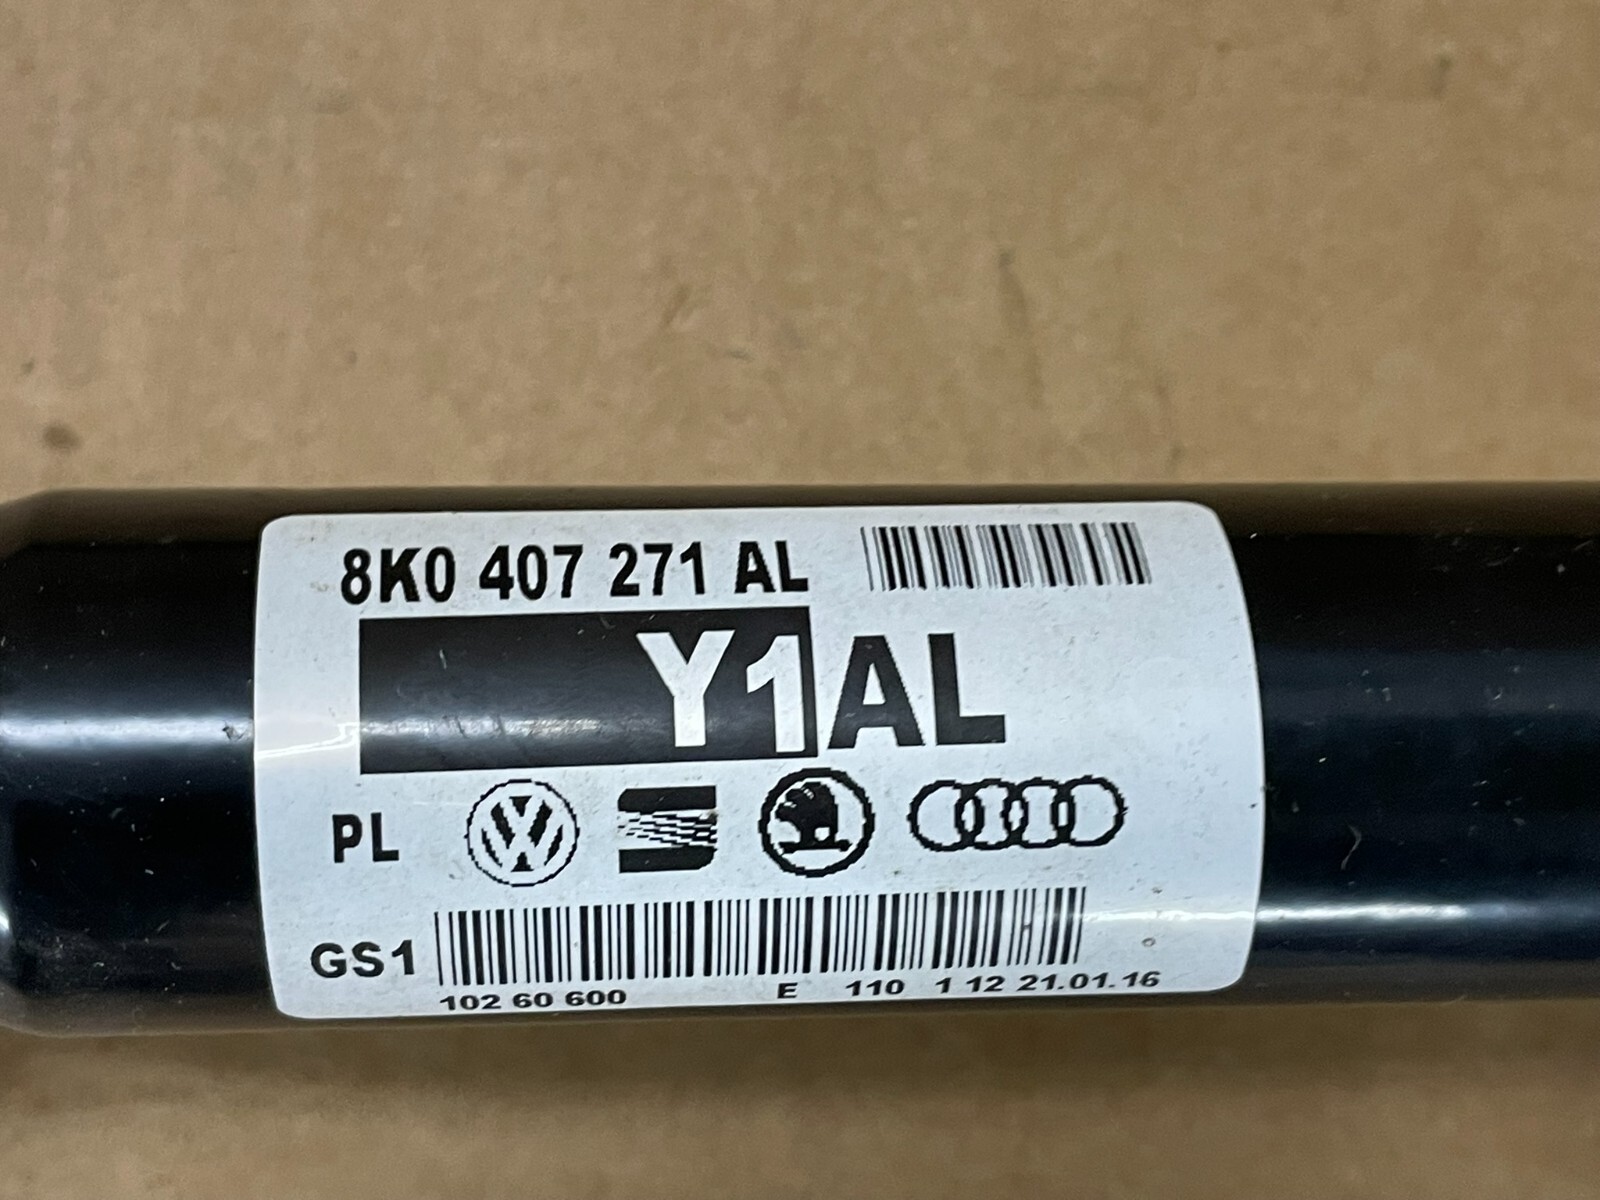 8K0 407 271 AL
Y1AL
PL
GS1
102 60 600 E 110 1 12 21.01.16